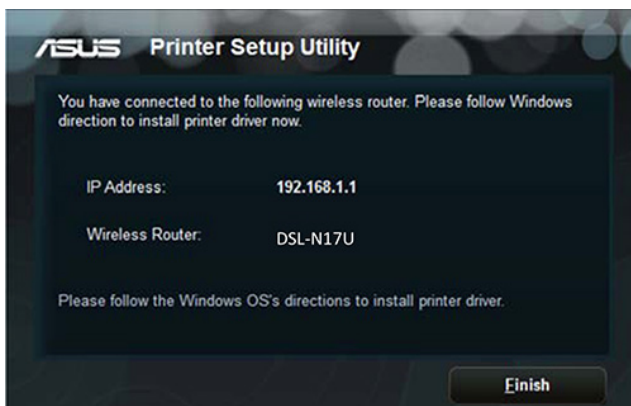 ASUS Printer Setup Utility
You have connected to the following wireless router. Please follow Windows
direction to install printer driver now.
IP Address: 192.168.1.1
Wireless Router: DSL-N17U
Please follow the Windows OS's directions to install printer driver.
Finish